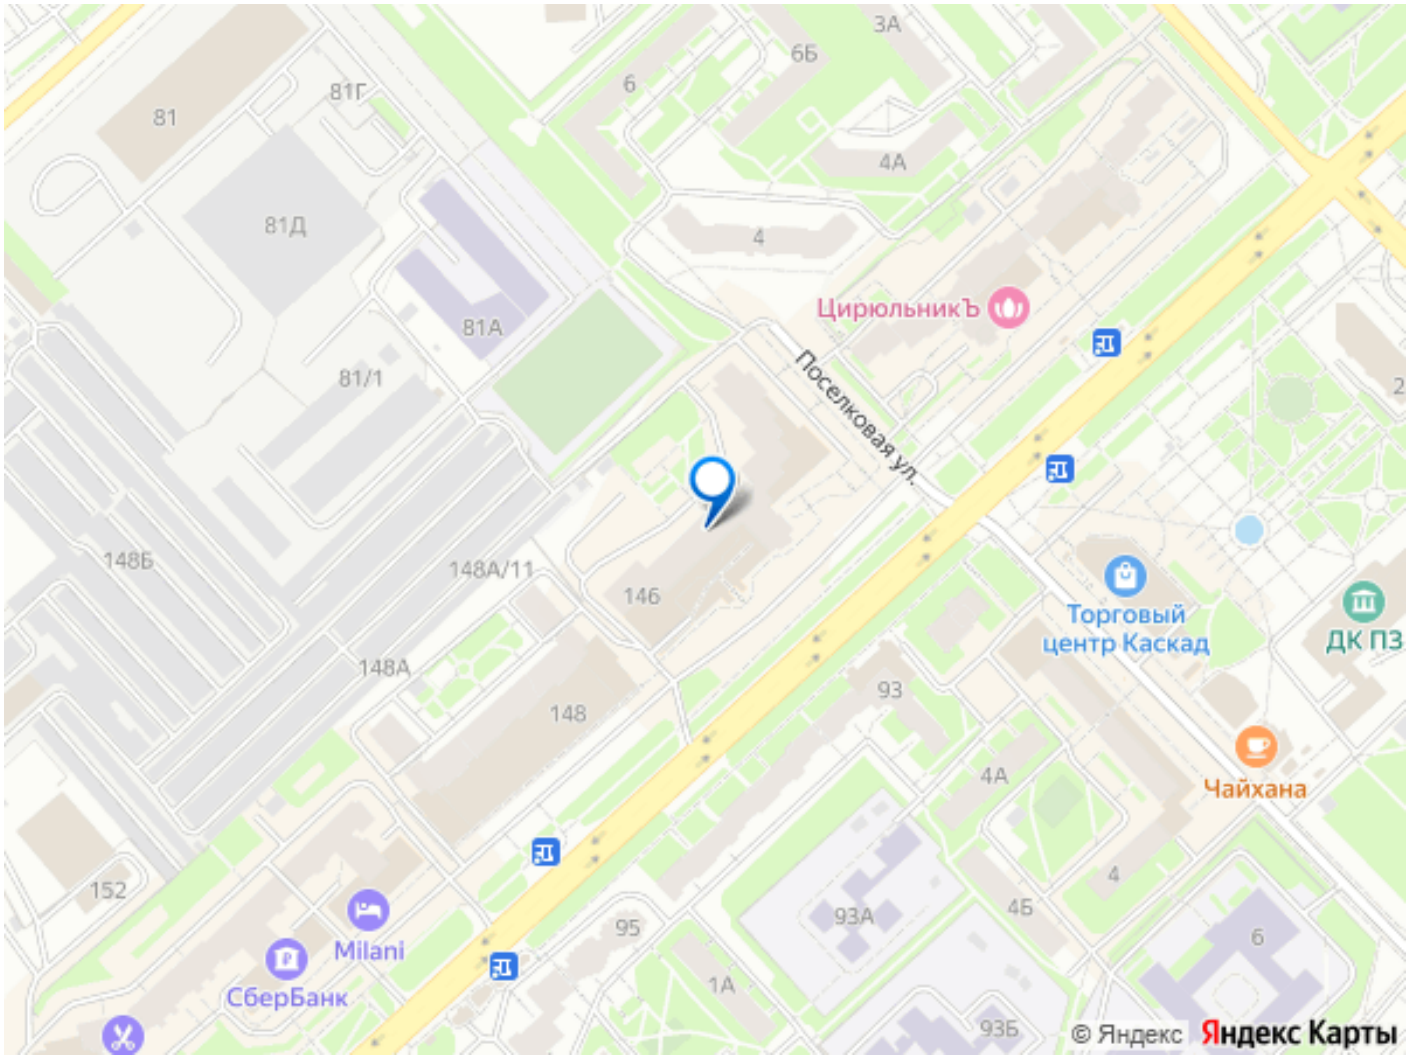 3А
6Б
6
81Г
81
4А
81Д
4
ЦирюльникЪ
81А
Поселковая ул.
81/1
2
148Б
148А/11
146
Торговый
центр Каскад
ДК ПЗ
148А
93
148
4А
Чайхана
4
152
4Б
93А
95
6
Milani
1А
СберБанк
93Б
© Яндекс Яндекс Карты